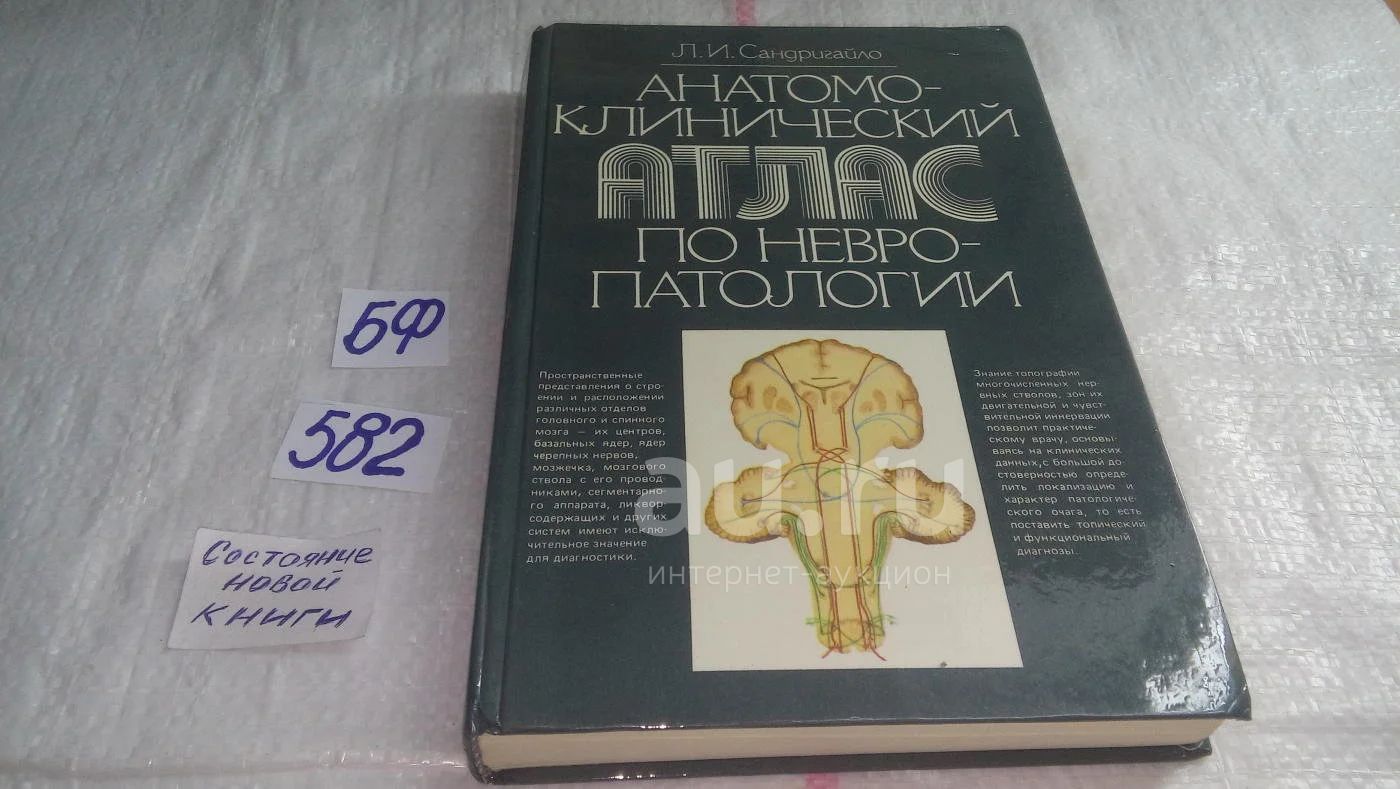 Л.И. Сандригайло
АНАТОМО-
КЛИНИЧЕСКИЙ
АТЛАС
ПО НЕВРО-
ПАТОЛОГИИ
Пространственные
представления о стро-
ении и расположении
различных отделов
головного и спинного
мозга — их центров,
базальных ядер, ядер
черепных нервов,
мозжечка, мозгового
ствола с его провод-
никами, сегментарно-
го аппарата, ликвор-
содержащих и других
систем имеют исклю-
чительное значение
для диагностики.
Знание топографии
многочисленных нер-
вных стволов, зон их
двигательной и чувст-
вительной иннервации
позволит практиче-
скому врачу, основы-
ваясь на клинических
данных, с большой до-
стоверностью опреде-
лить локализацию и
характер патологиче-
ского очага, то есть
поставить топический
и функциональный
диагнозы.
БФ
582
Состояние
новой
книги
au.ru
интернет-аукцион